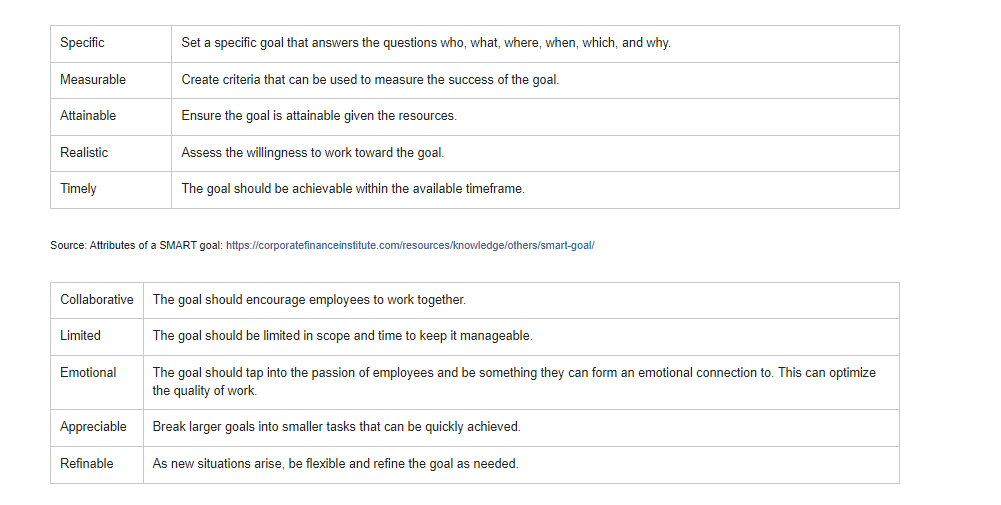 Specific Set a specific goal that answers the questions who, what, where, when, which, and why.
Measurable Create criteria that can be used to measure the success of the goal.
Attainable Ensure the goal is attainable given the resources.
Realistic Assess the willingness to work toward the goal.
Timely The goal should be achievable within the available timeframe.
Source: Attributes of a SMART goal: https://corporatefinanceinstitute.com/resources/knowledge/others/smart-goal/
Collaborative The goal should encourage employees to work together.
Limited The goal should be limited in scope and time to keep it manageable.
Emotional The goal should tap into the passion of employees and be something they can form an emotional connection to. This can optimize
the quality of work.
Appreciable Break larger goals into smaller tasks that can be quickly achieved.
Refinable As new situations arise, be flexible and refine the goal as needed.